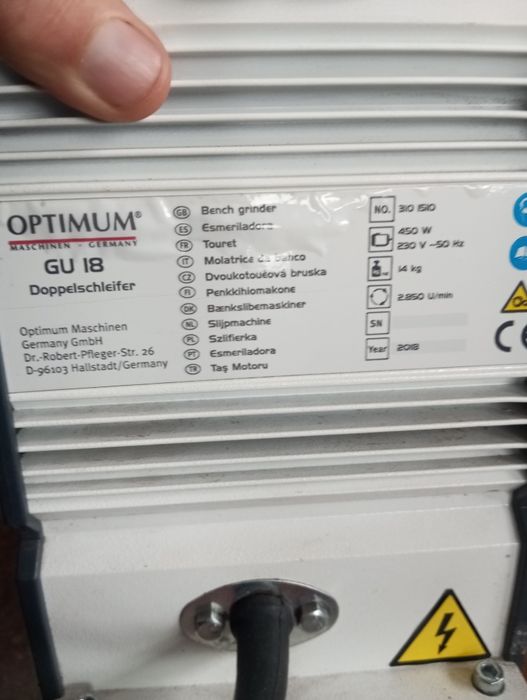 OPTIMUM®
MASCHINEN - GERMANY
GU 18
Doppelschleifer
Optimum Maschinen
Germany GmbH
Dr.-Robert-Pfleger-Str. 26
D-96103 Hallstadt/Germany
GB Bench grinder
ES Esmeriladora
FR Touret
IT Molatrice da banco
CZ Dvoukotoučová bruska
FI Penkkihiomakone
DK Bænkslibemaskiner
NL Slijpmachine
PL Szlifierka
PT Esmeriladora
TR Taş Motoru
NO. 310 1510
450 W
230 V ~50 Hz
14 kg
2.850 U/min
SN
Year 2018
CE